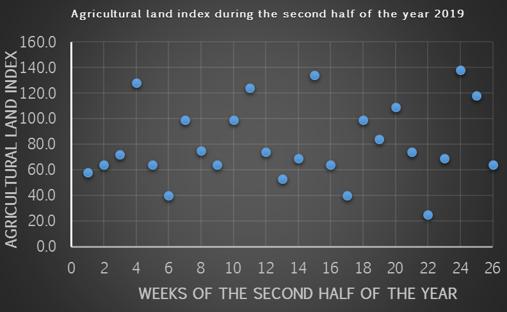 Agricultural land index during the second half of the year 2019
AGRICULTURAL LAND INDEX
160.0
140.0
120.0
100.0
80.0
60.0
40.0
20.0
0.0
0 2 4 6 8 10 12 14 16 18 20 22 24 26
WEEKS OF THE SECOND HALF OF THE YEAR